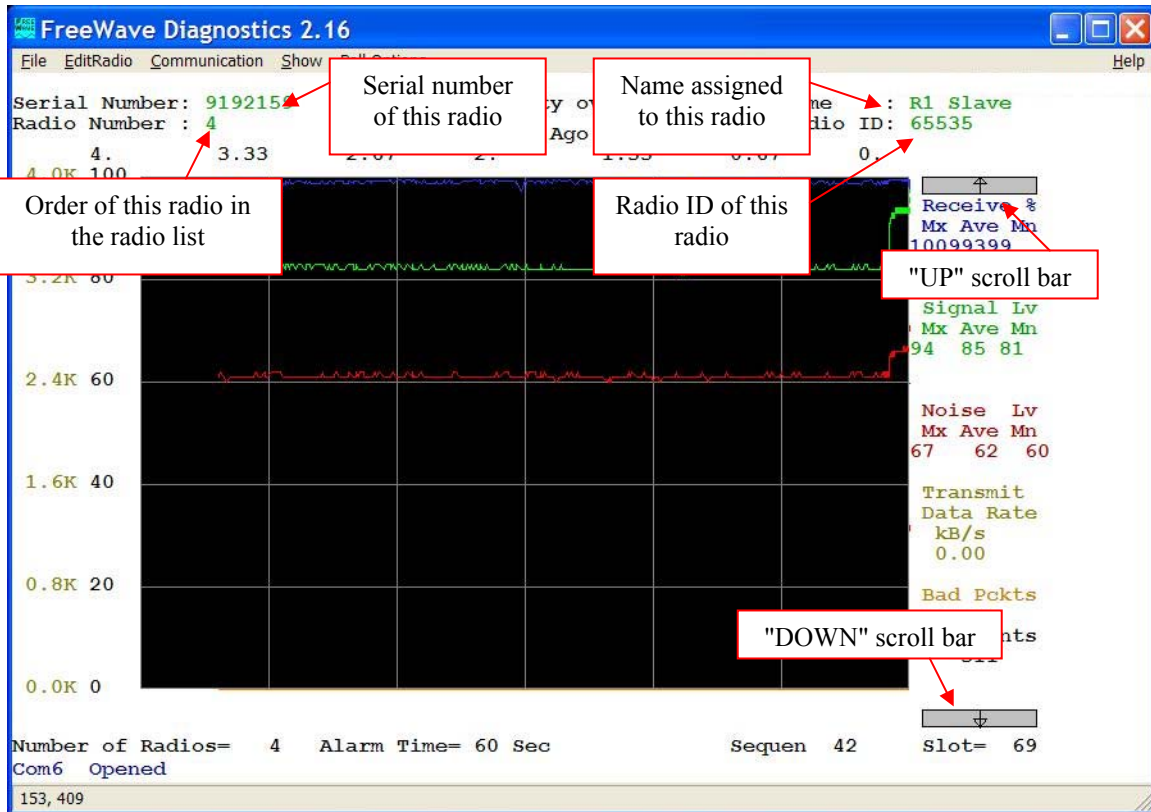 FreeWave Diagnostics 2.16
File EditRadio Communication Show Help
Serial Number: 919215 : R1 Slave
Radio Number : 4 ID: 65535
Ago
4. 3.33 2. 0.
Serial number
of this radio
Name assigned
to this radio
Order of this radio in
the radio list
Radio ID of this
radio
"UP" scroll bar
"DOWN" scroll bar
4.0K 100
3.2K 80
2.4K 60
1.6K 40
0.8K 20
0.0K 0
Receive %
Mx Ave Mn
10099399
Signal Lv
Mx Ave Mn
94 85 81
Noise Lv
Mx Ave Mn
67 62 60
Transmit
Data Rate
kB/s
0.00
Bad Pckts
Number of Radios= 4 Alarm Time= 60 Sec Sequen 42 Slot= 69
Com6 Opened
153, 409